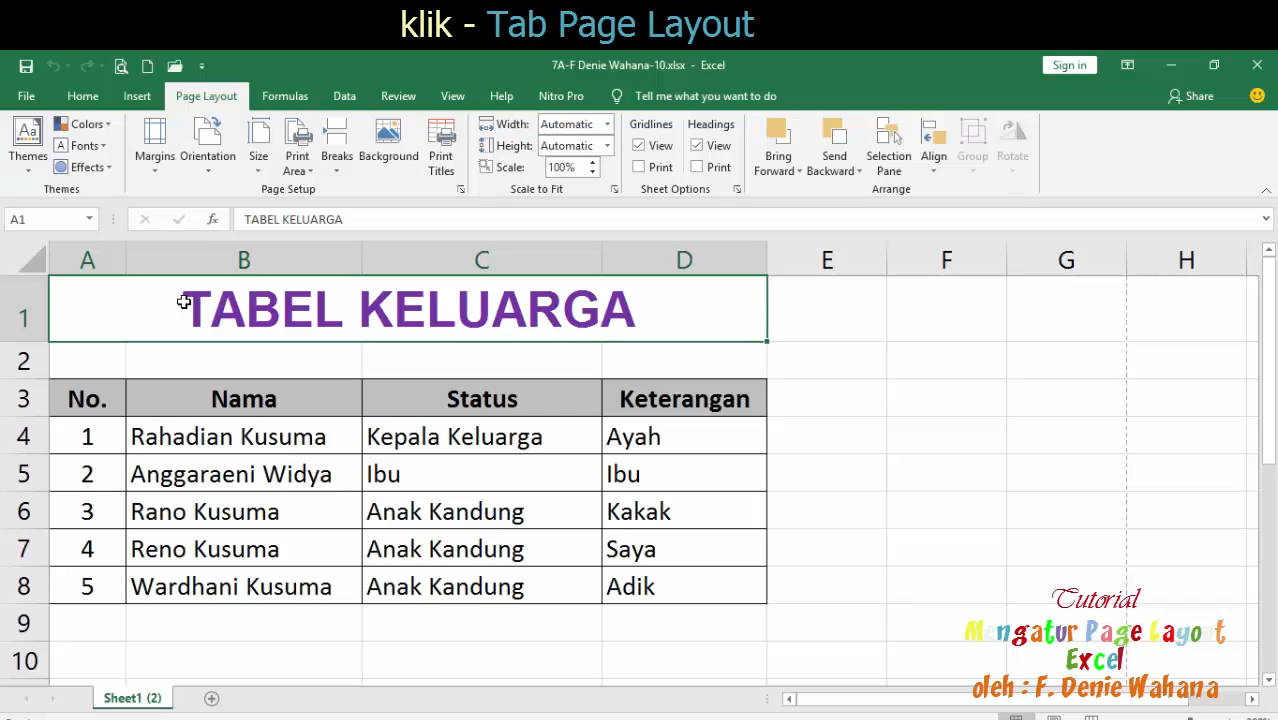 klik - Tab Page Layout
7A-F Denie Wahana-10.xlsx - Excel
Sign in
File Home Insert Page Layout Formulas Data Review View Help Nitro Pro Tell me what you want to do Share
Themes
Colors
Fonts
Effects
Themes
Margins Orientation Size Print Area Breaks Background Print Titles
Page Setup
Width: Automatic
Height: Automatic
Scale: 100%
Scale to Fit
Gridlines Headings
View View
Print Print
Sheet Options
Bring Forward Send Backward Selection Pane Align Group Rotate
Arrange
A1 fx TABEL KELUARGA
A B C D E F G H
1 TABEL KELUARGA
2
3 No. Nama Status Keterangan
4 1 Rahadian Kusuma Kepala Keluarga Ayah
5 2 Anggaraeni Widya Ibu Ibu
6 3 Rano Kusuma Anak Kandung Kakak
7 4 Reno Kusuma Anak Kandung Saya
8 5 Wardhani Kusuma Anak Kandung Adik
9
10
Tutorial
Mengatur Page Layout
Excel
oleh : F. Denie Wahana
Sheet1 (2)